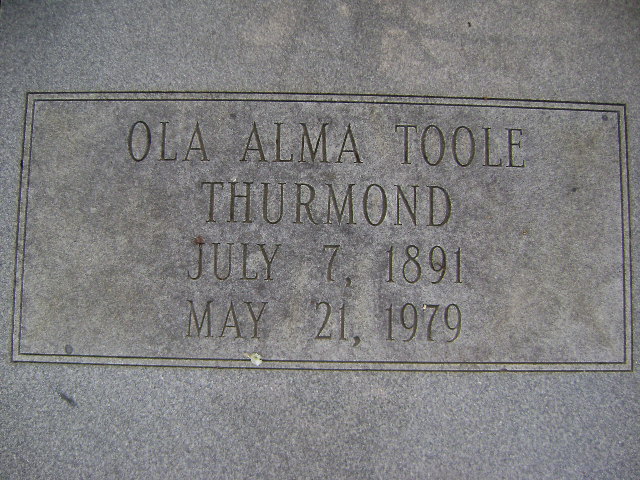 OLA ALMA TOOLE
THURMOND
JULY 7, 1891
MAY 21, 1979